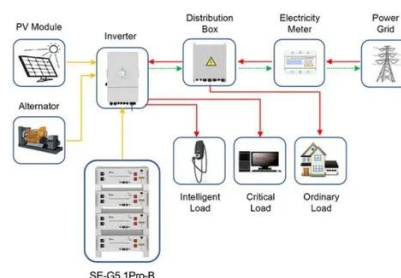 PV Module
Inverter
Distribution
Box
Electricity
Meter
Power
Grid
Alternator
Intelligent
Load
Critical
Load
Ordinary
Load
SE-G5.1Pro-B